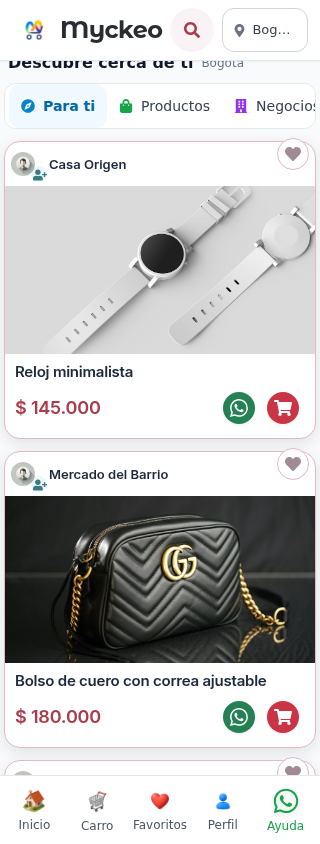 Myckeo
Bog...
Descubre cerca de ti Bogotá
Para ti
Productos
Negocios
Casa Origen
Reloj minimalista
$ 145.000
Mercado del Barrio
GG
Bolso de cuero con correa ajustable
$ 180.000
Inicio
Carro
Favoritos
Perfil
Ayuda